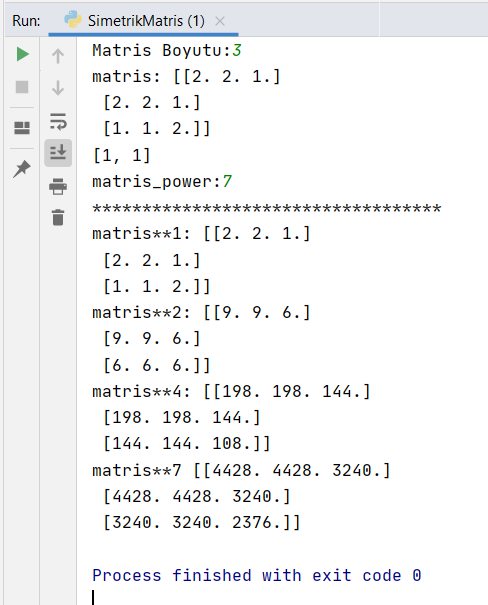 Run: SimetrikMatris (1)
Matris Boyutu:3
matris: [[2. 2. 1.]
 [2. 2. 1.]
 [1. 1. 2.]]
[1, 1]
matris_power:7
***********************************
matris**1: [[2. 2. 1.]
 [2. 2. 1.]
 [1. 1. 2.]]
matris**2: [[9. 9. 6.]
 [9. 9. 6.]
 [6. 6. 6.]]
matris**4: [[198. 198. 144.]
 [198. 198. 144.]
 [144. 144. 108.]]
matris**7 [[4428. 4428. 3240.]
 [4428. 4428. 3240.]
 [3240. 3240. 2376.]]
Process finished with exit code 0